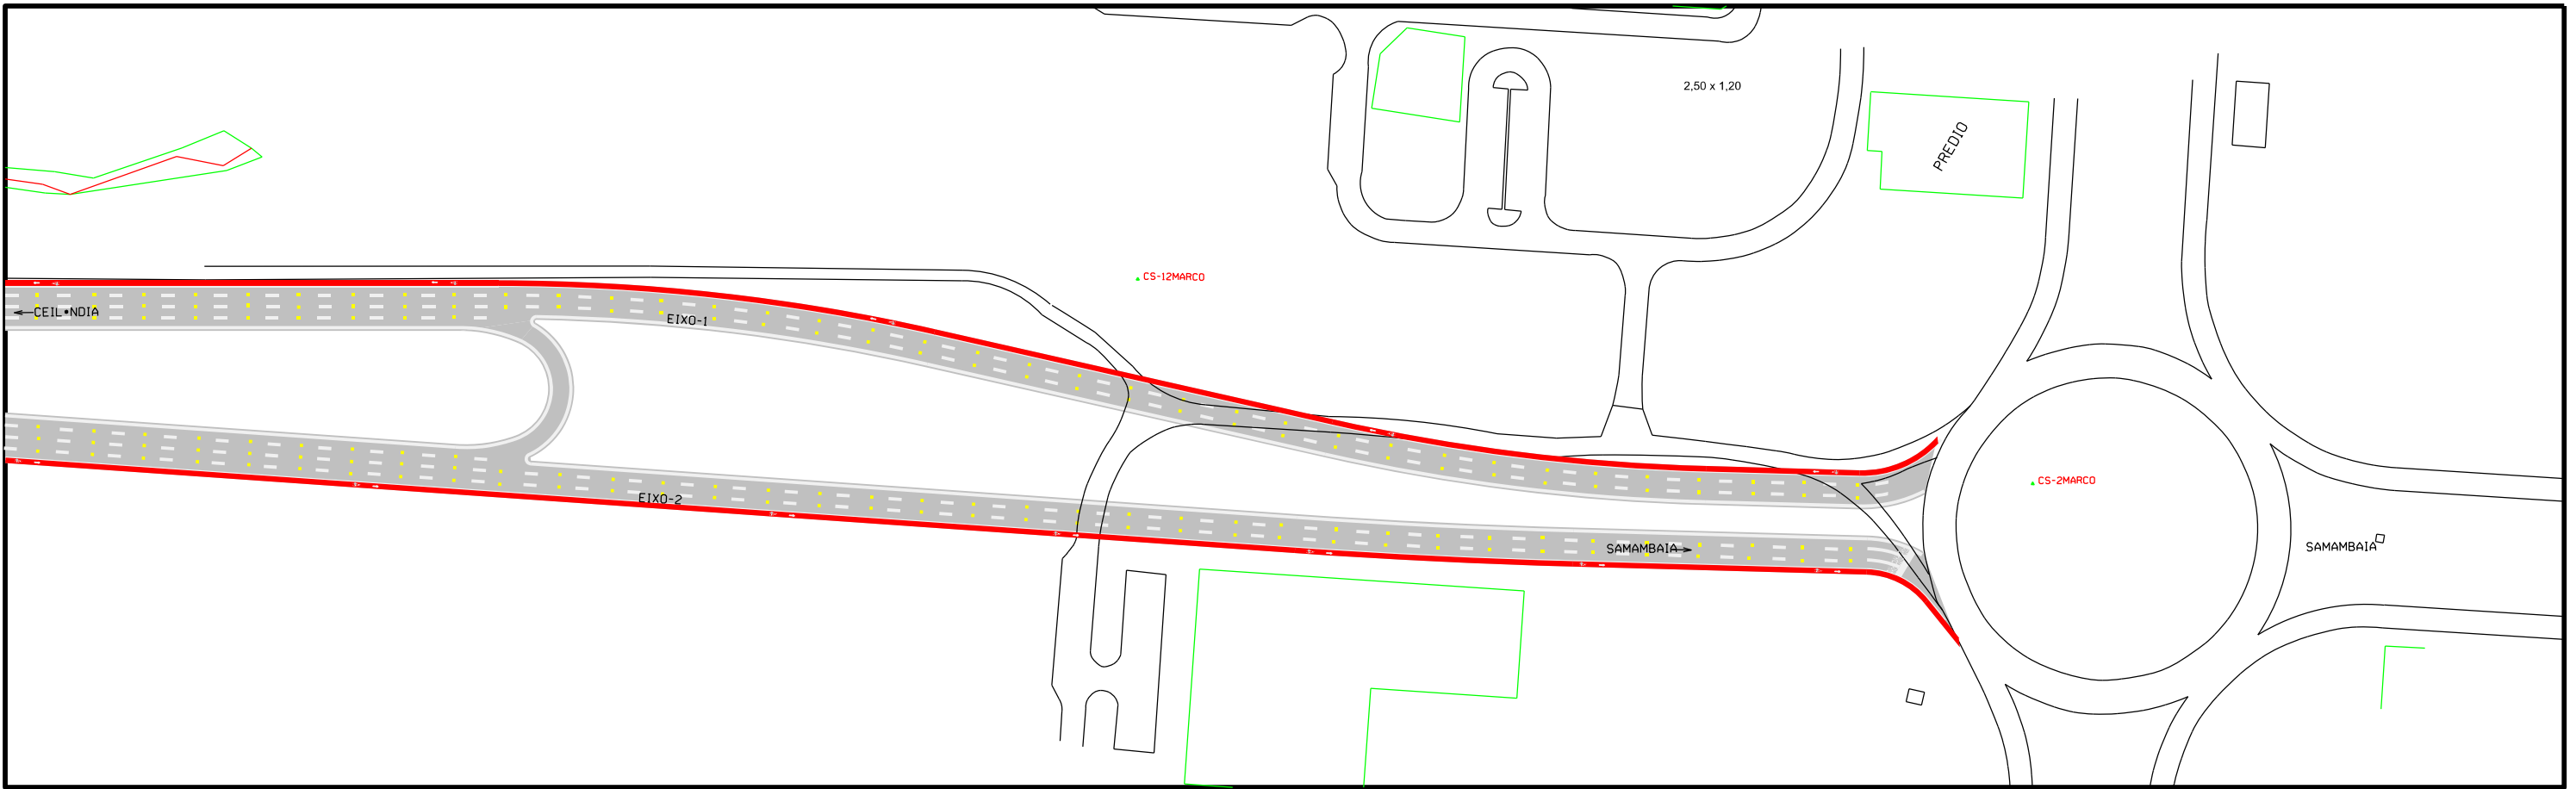 2,50 x 1,20
PREDIO
CS-12MARCO
CEIL•NDIA
EIXO-1
CS-2MARCO
EIXO-2
SAMAMBAIA
SAMAMBAIA